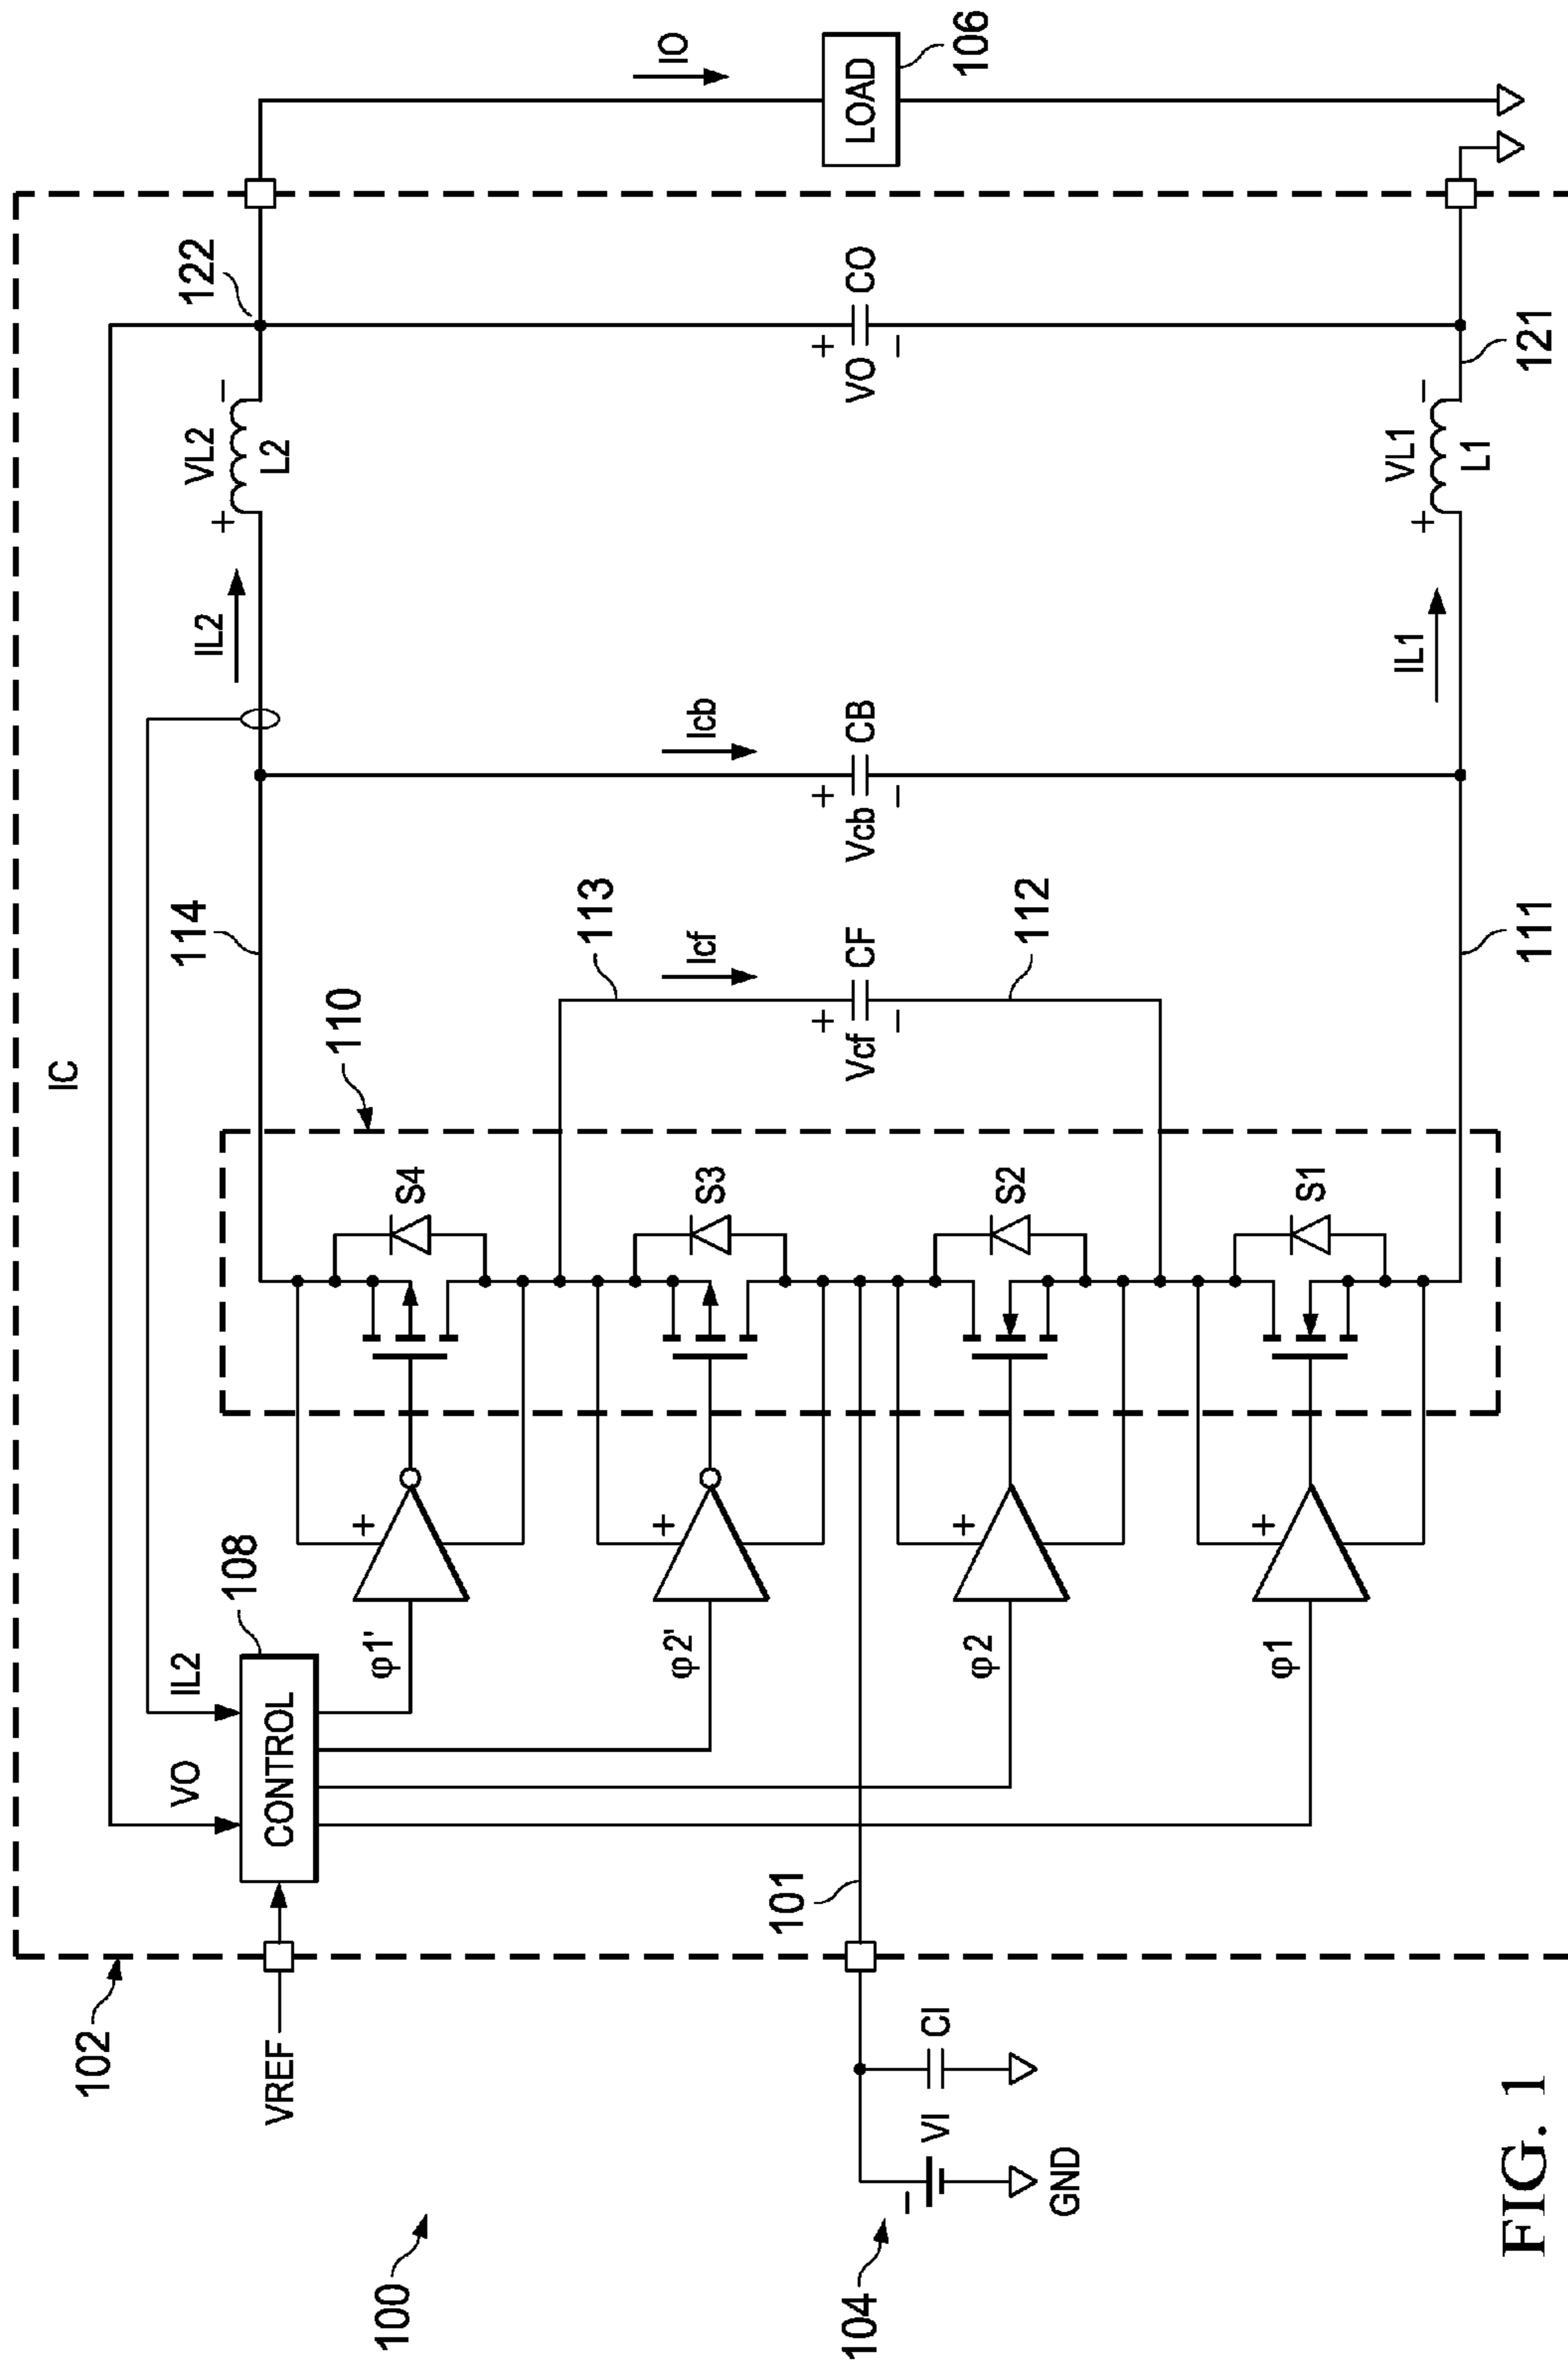 100
102
IC
VREF
VO
IL2
108
CONTROL
φ1'
φ2'
φ2
φ1
110
S4
S3
S2
S1
114
113
112
111
Icf
+
Vcf
CF
−
Icb
+
Vcb
CB
−
IL2
+
VL2
−
L2
122
IL1
+
VL1
−
L1
121
+
VO
CO
−
IO
LOAD
106
101
104
−
VI
CI
GND
+
+
+
+
FIG. 1